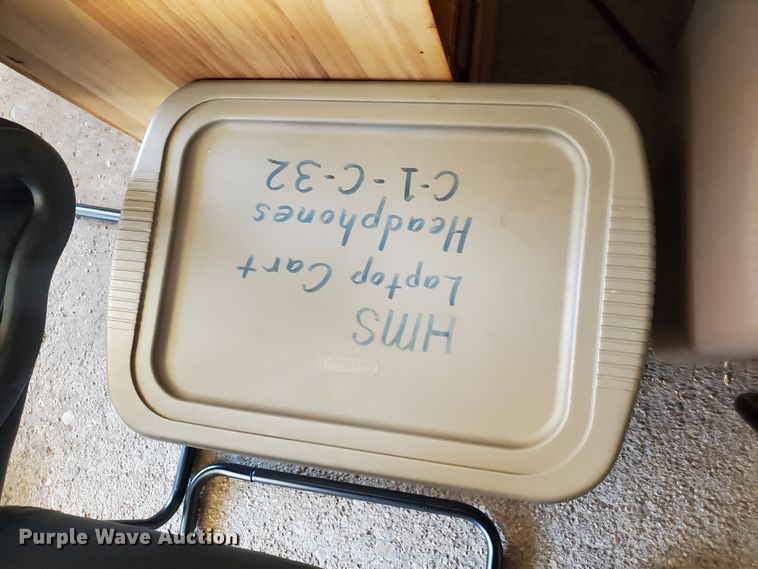 HMS
Laptop Cart
Headphones
C-1 - C-32
Purple Wave Auction